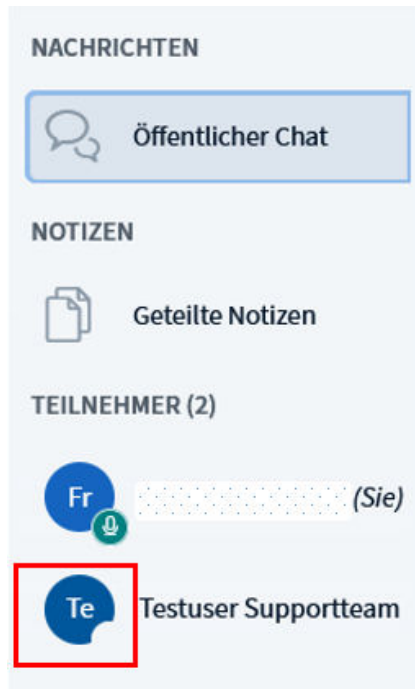 NACHRICHTEN
Öffentlicher Chat
NOTIZEN
Geteilte Notizen
TEILNEHMER (2)
Fr (Sie)
Te Testuser Supportteam